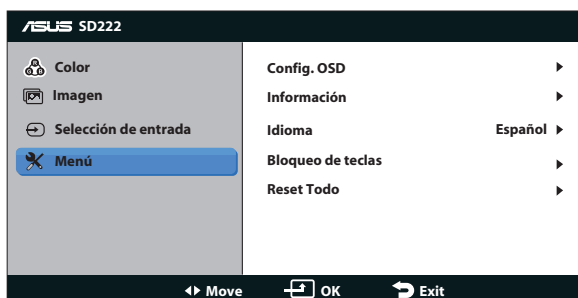 ASUS SD222
Color
Imagen
Selección de entrada
Menú
Config. OSD
Información
Idioma Español
Bloqueo de teclas
Reset Todo
Move OK Exit